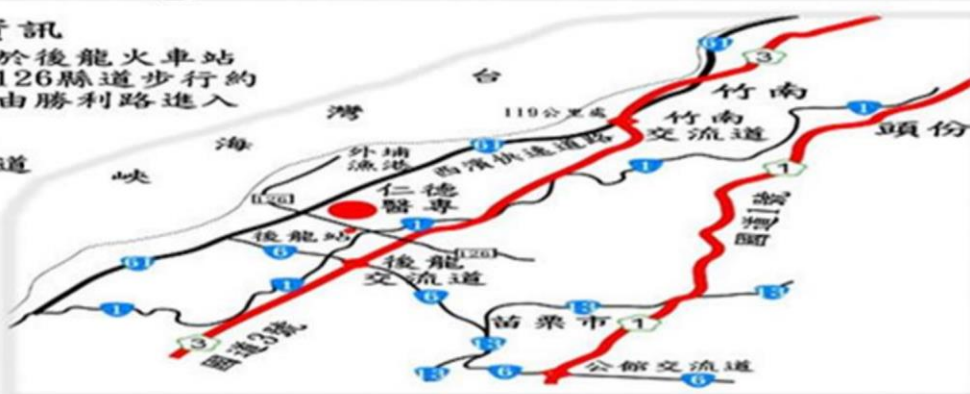 訊
於後龍火車站
126縣道步行約
由勝利路進入
道
台
灣
海
峽
61
3
竹南
119公里處
竹南
交流道
1
頭份
61
西濱快速道路
外埔
漁港
1
1
126
仁德
醫專
國道1號
1
後龍站
6
126
61
後龍
交流道
1
6
13
13
1
苗栗市
1
3
國道3號
13
13
6
公館交流道
6